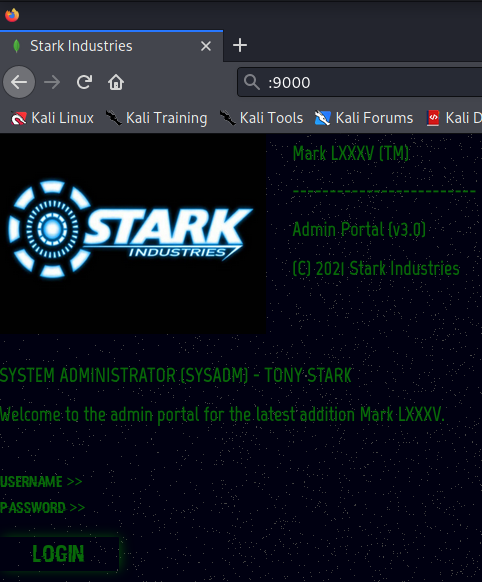 Stark Industries
:9000
Kali Linux Kali Training Kali Tools Kali Forums Kali D
STARK
INDUSTRIES
Mark LXXXV (TM)
-------------------------
Admin Portal (v3.0)
(C) 2021 Stark Industries
SYSTEM ADMINISTRATOR (SYSADM) - TONY STARK
Welcome to the admin portal for the latest addition Mark LXXXV.
USERNAME >>
PASSWORD >>
LOGIN